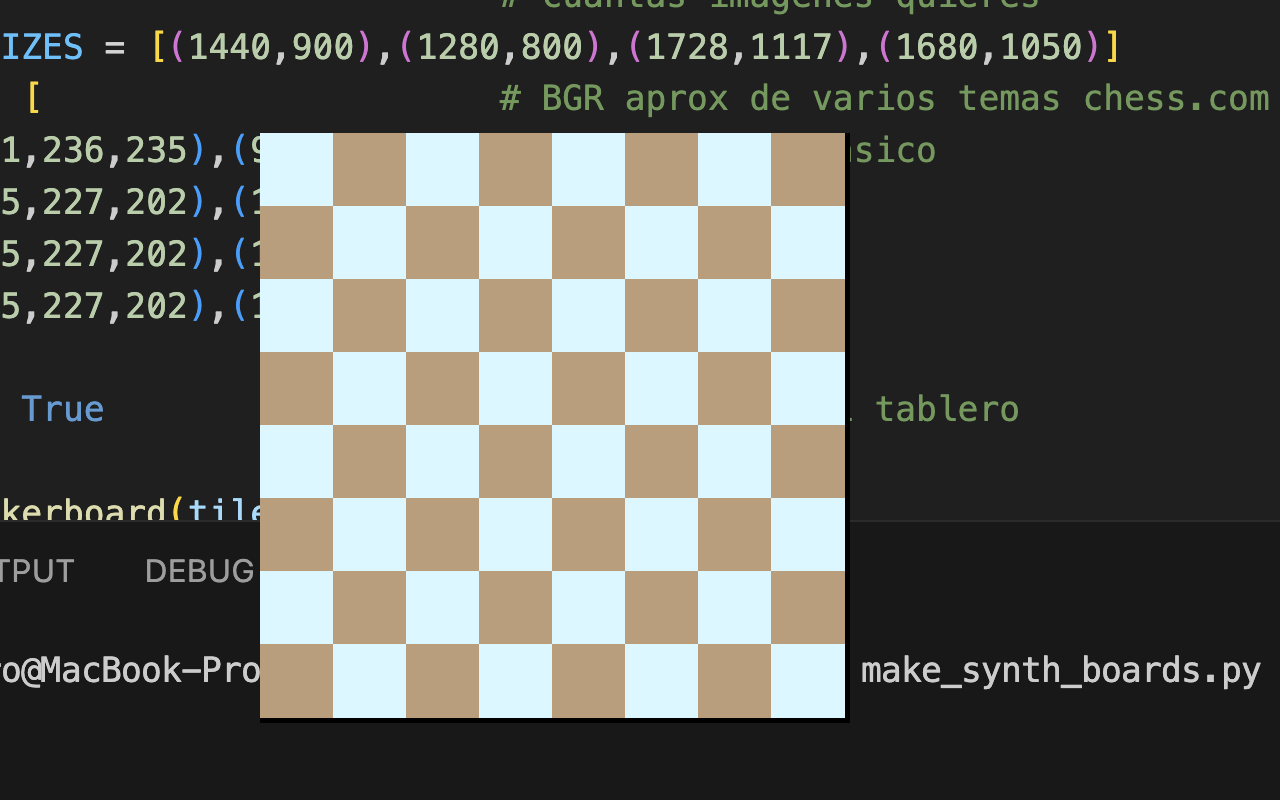 # cuántas imágenes quieres
IZES = [(1440,900),(1280,800),(1728,1117),(1680,1050)]
[ # BGR aprox de varios temas chess.com
1,236,235),(9 sico
5,227,202),(1
5,227,202),(1
5,227,202),(1
True tablero
kerboard(tile
TPUT DEBUG
ro@MacBook-Pro make_synth_boards.py